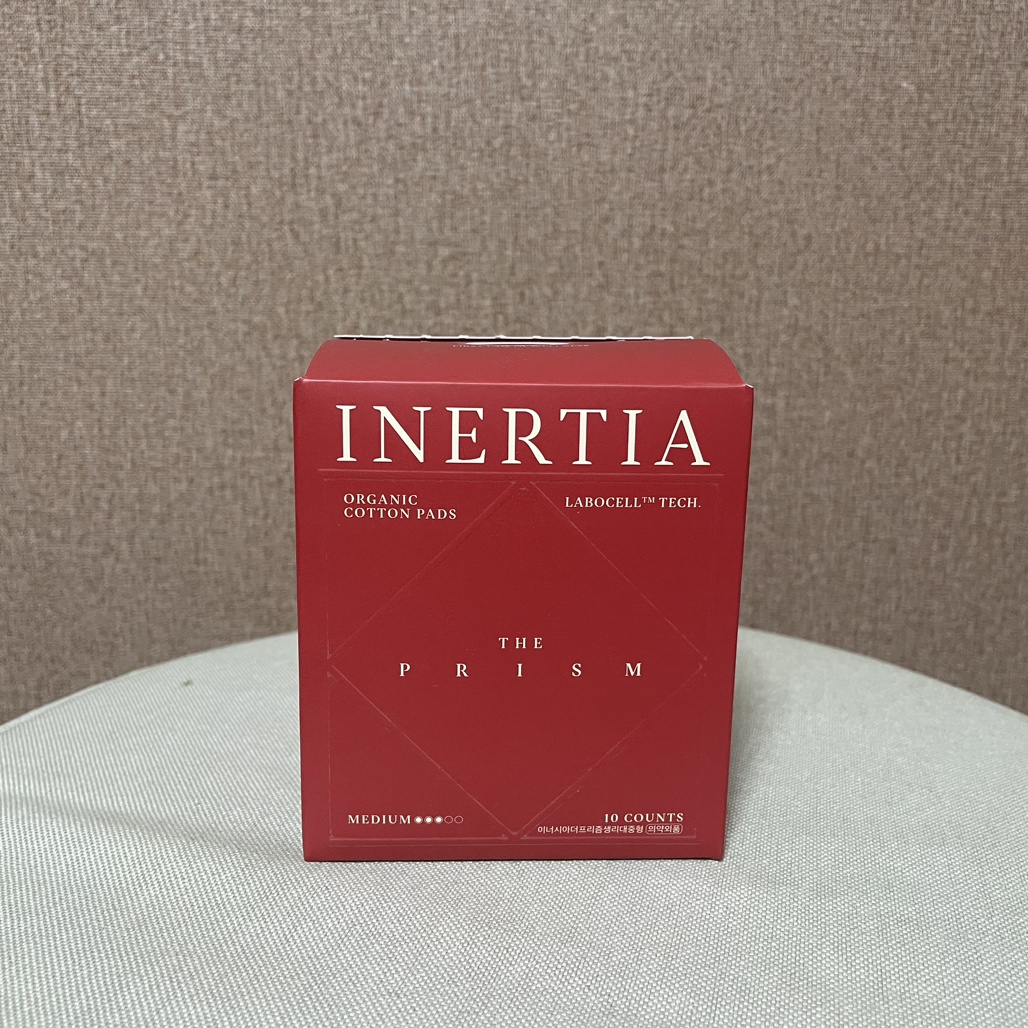 INERTIA
ORGANIC
COTTON PADS
LABOCELL™ TECH.
THE
PRISM
MEDIUM ●●●○○
10 COUNTS
이너시아더프리즘생리대중형 의약외품